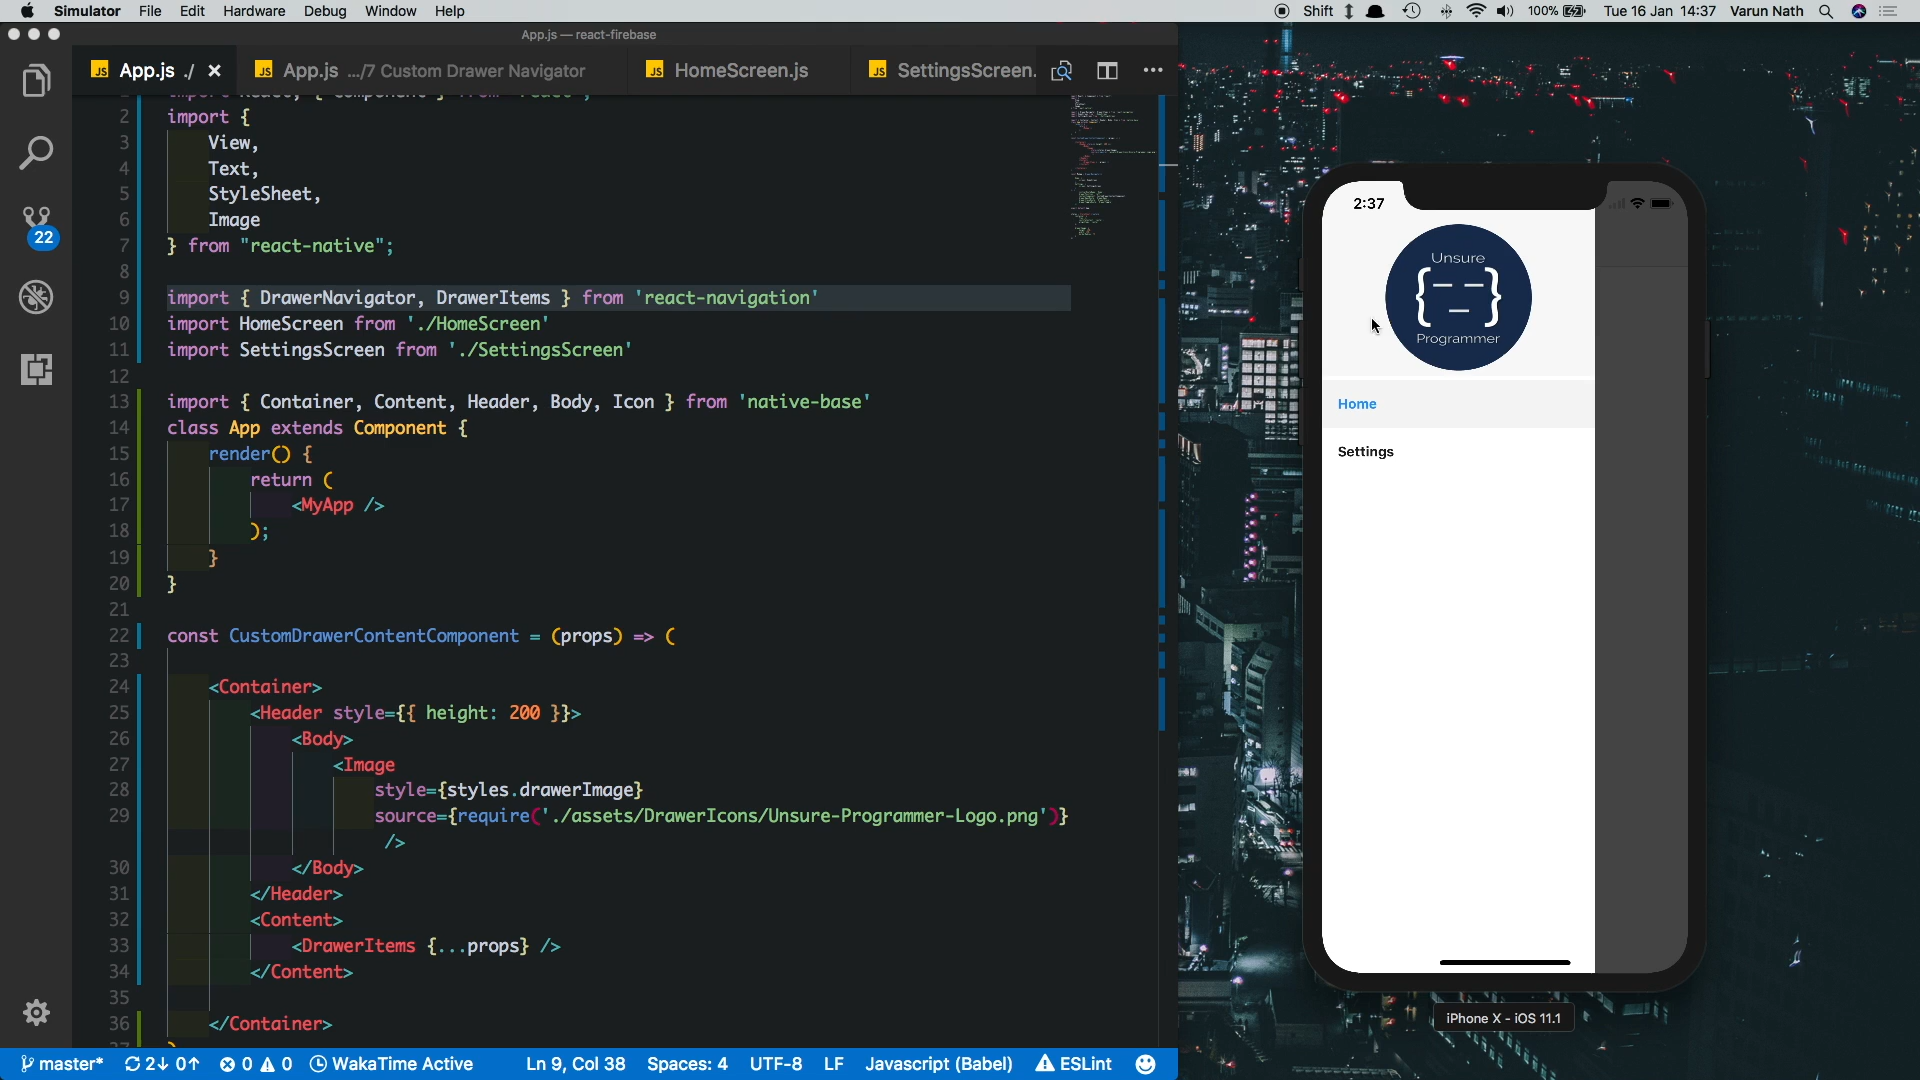 Simulator File Edit Hardware Debug Window Help
Shift 100% Tue 16 Jan 14:37 Varun Nath
App.js — react-firebase
JS App.js ./ JS App.js .../7 Custom Drawer Navigator JS HomeScreen.js JS SettingsScreen.
2 import {
3 View,
4 Text,
5 StyleSheet,
6 Image
7 } from "react-native";
8
9 import { DrawerNavigator, DrawerItems } from 'react-navigation'
10 import HomeScreen from './HomeScreen'
11 import SettingsScreen from './SettingsScreen'
12
13 import { Container, Content, Header, Body, Icon } from 'native-base'
14 class App extends Component {
15 render() {
16 return (
17 <MyApp />
18 );
19 }
20 }
21
22 const CustomDrawerContentComponent = (props) => (
23
24 <Container>
25 <Header style={{ height: 200 }}>
26 <Body>
27 <Image
28 style={styles.drawerImage}
29 source={require('./assets/DrawerIcons/Unsure-Programmer-Logo.png')}
/>
30 </Body>
31 </Header>
32 <Content>
33 <DrawerItems {...props} />
34 </Content>
35
36 </Container>
22
master* 2↓ 0↑ 0 0 WakaTime Active Ln 9, Col 38 Spaces: 4 UTF-8 LF Javascript (Babel) ESLint
2:37
Unsure
{ - - }
Programmer
Home
Settings
iPhone X - iOS 11.1